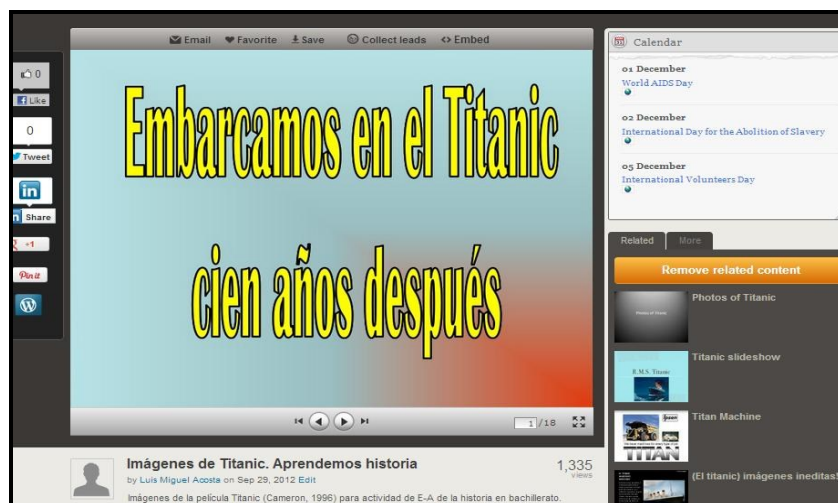 Email Favorite Save Collect leads Embed
0
Like
0
Tweet
in
Share
+1
Pin it
Embarcamos en el Titanic
cien años después
1 / 18
Imágenes de Titanic. Aprendemos historia
1,335
views
by Luis Miguel Acosta on Sep 29, 2012 Edit
Imágenes de la película Titanic (Cameron, 1996) para actividad de E-A de la historia en bachillerato.
Calendar
01 December
World AIDS Day
02 December
International Day for the Abolition of Slavery
05 December
International Volunteers Day
Related More
Remove related content
Photos of Titanic
Titanic slideshow
R.M.S. Titanic
Titan Machine
TITAN
(El titanic) imágenes ineditas!